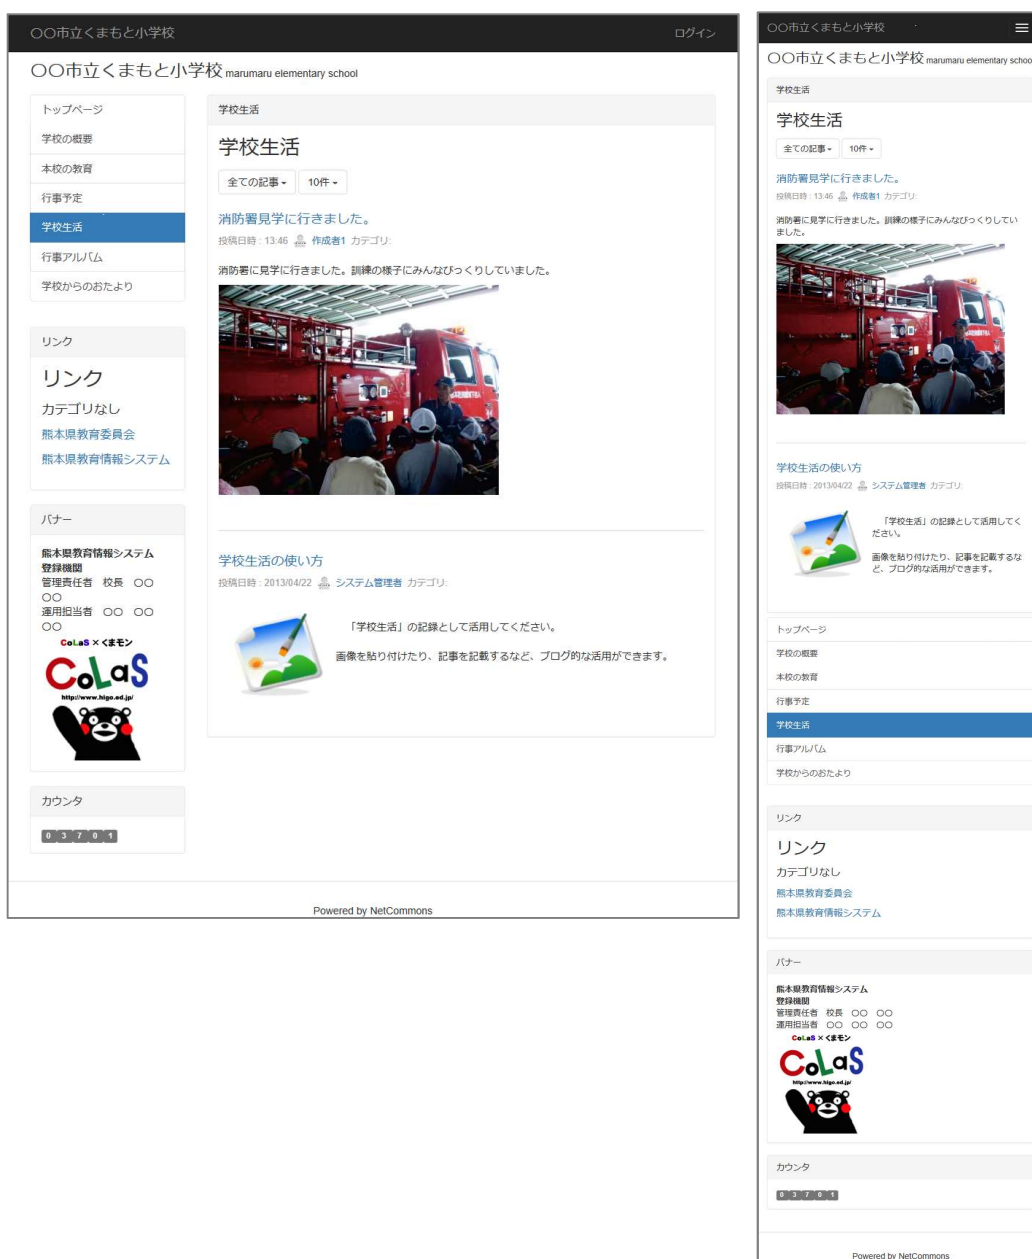 〇〇市立くまもと小学校 ログイン
〇〇市立くまもと小学校 marumaru elementary school
トップページ
学校の概要
本校の教育
行事予定
学校生活
行事アルバム
学校からのおたより
リンク
リンク
カテゴリなし
熊本県教育委員会
熊本県教育情報システム
バナー
熊本県教育情報システム
登録機関
管理責任者 校長 〇〇
〇〇
運用担当者 〇〇 〇〇
〇〇
CoLaS×くまモン
CoLaS
http://www.higo.ed.jp/
カウンタ
0 3 7 0 1
学校生活
学校生活
全ての記事 10件
消防署見学に行きました。
投稿日時 : 13:46 作成者1 カテゴリ:
消防署に見学に行きました。訓練の様子にみんなびっくりしていました。
学校生活の使い方
投稿日時 : 2013/04/22 システム管理者 カテゴリ:
「学校生活」の記録として活用してください。
画像を貼り付けたり、記事を記載するなど、ブログ的な活用ができます。
Powered by NetCommons
〇〇市立くまもと小学校
〇〇市立くまもと小学校 marumaru elementary schoo
学校生活
学校生活
全ての記事 10件
消防署見学に行きました。
投稿日時 : 13:46 作成者1 カテゴリ:
消防署に見学に行きました。訓練の様子にみんなびっくりしてい
ました。
学校生活の使い方
投稿日時 : 2013/04/22 システム管理者 カテゴリ:
「学校生活」の記録として活用してく
ださい。
画像を貼り付けたり、記事を記載するな
ど、ブログ的な活用ができます。
トップページ
学校の概要
本校の教育
行事予定
学校生活
行事アルバム
学校からのおたより
リンク
リンク
カテゴリなし
熊本県教育委員会
熊本県教育情報システム
バナー
熊本県教育情報システム
登録機関
管理責任者 校長 〇〇 〇〇
運用担当者 〇〇 〇〇 〇〇
CoLaS×くまモン
CoLaS
http://www.higo.ed.jp/
カウンタ
0 3 7 0 1
Powered by NetCommons